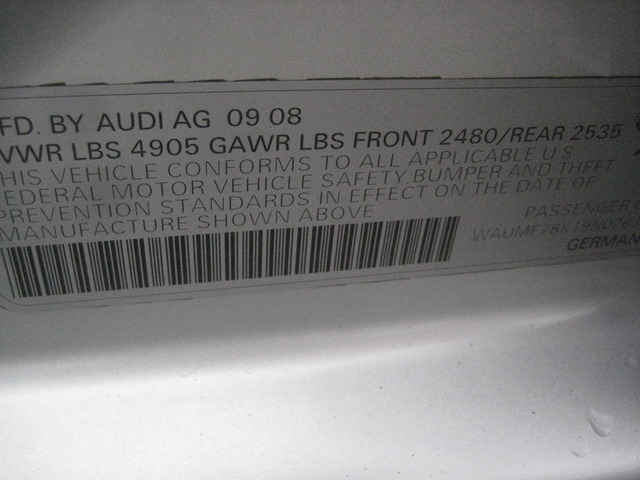 FD. BY AUDI AG 09 08
VWR LBS 4905 GAWR LBS FRONT 2480/REAR 2535
HIS VEHICLE CONFORMS TO ALL APPLICABLE U S
FEDERAL MOTOR VEHICLE SAFETY, BUMPER AND THEFT
PREVENTION STANDARDS IN EFFECT ON THE DATE OF
MANUFACTURE SHOWN ABOVE
PASSENGER
GERMAN